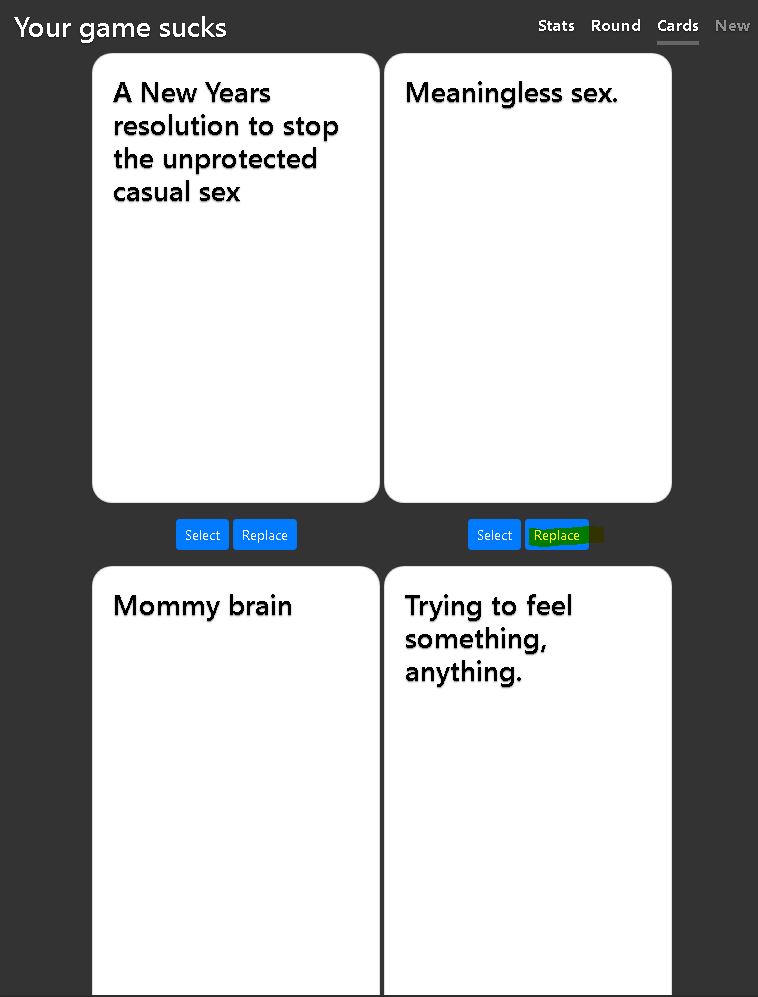 Your game sucks
Stats Round Cards New
A New Years
resolution to stop
the unprotected
casual sex
Meaningless sex.
Select Replace
Select Replace
Mommy brain
Trying to feel
something,
anything.